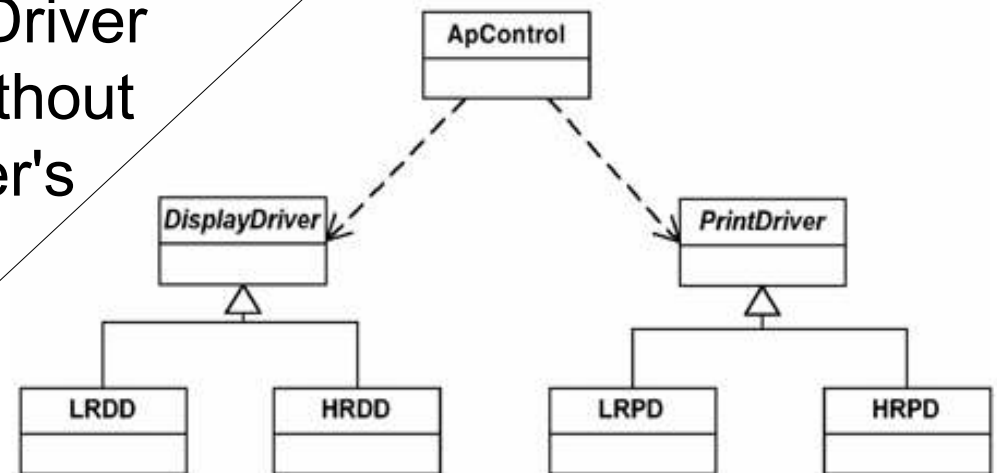 Driver
thout
er's
ApControl
DisplayDriver
PrintDriver
LRDD
HRDD
LRPD
HRPD